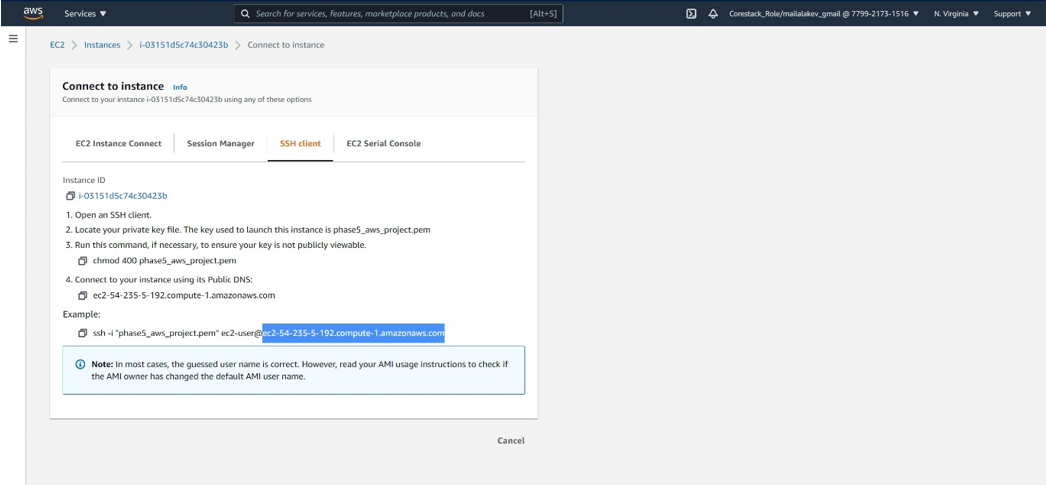 aws
Services ▼
Search for services, features, marketplace products, and docs
[Alt+S]
Corestack_Role/mailalakev_gmail @ 7799-2173-1516 ▼
N. Virginia ▼
Support ▼
EC2 > Instances > i-03151d5c74c30423b > Connect to instance
Connect to instance Info
Connect to your instance i-03151d5c74c30423b using any of these options
EC2 Instance Connect
Session Manager
SSH client
EC2 Serial Console
Instance ID
i-03151d5c74c30423b
1. Open an SSH client.
2. Locate your private key file. The key used to launch this instance is phase5_aws_project.pem
3. Run this command, if necessary, to ensure your key is not publicly viewable.
chmod 400 phase5_aws_project.pem
4. Connect to your instance using its Public DNS:
ec2-54-235-5-192.compute-1.amazonaws.com
Example:
ssh -i "phase5_aws_project.pem" ec2-user@ec2-54-235-5-192.compute-1.amazonaws.com
Note: In most cases, the guessed user name is correct. However, read your AMI usage instructions to check if
the AMI owner has changed the default AMI user name.
Cancel